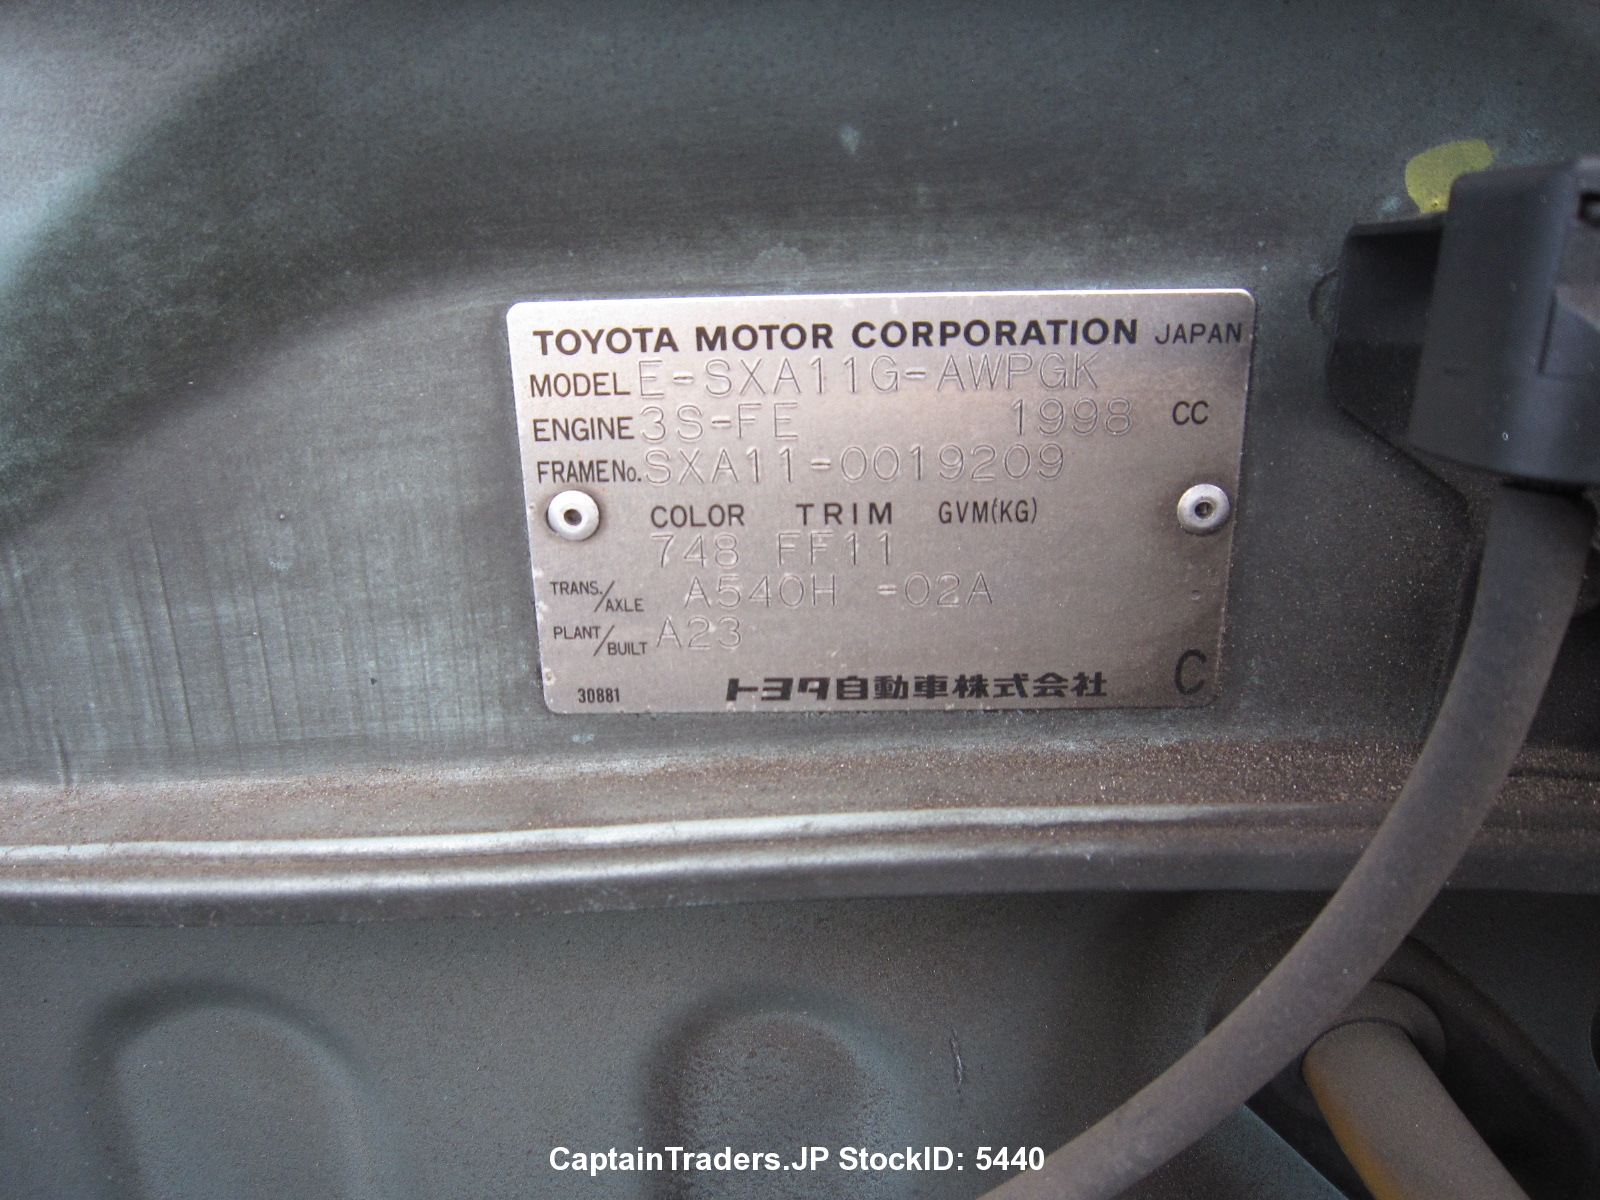 TOYOTA MOTOR CORPORATION JAPAN
MODEL E-SXA11G-AWPGK
ENGINE 3S-FE 1998 CC
FRAME No. SXA11-0019209
COLOR TRIM GVM(KG)
748 FF11
TRANS./AXLE A540H -02A
PLANT/BUILT A23
30881 トヨタ自動車株式会社 C
CaptainTraders.JP StockID: 5440